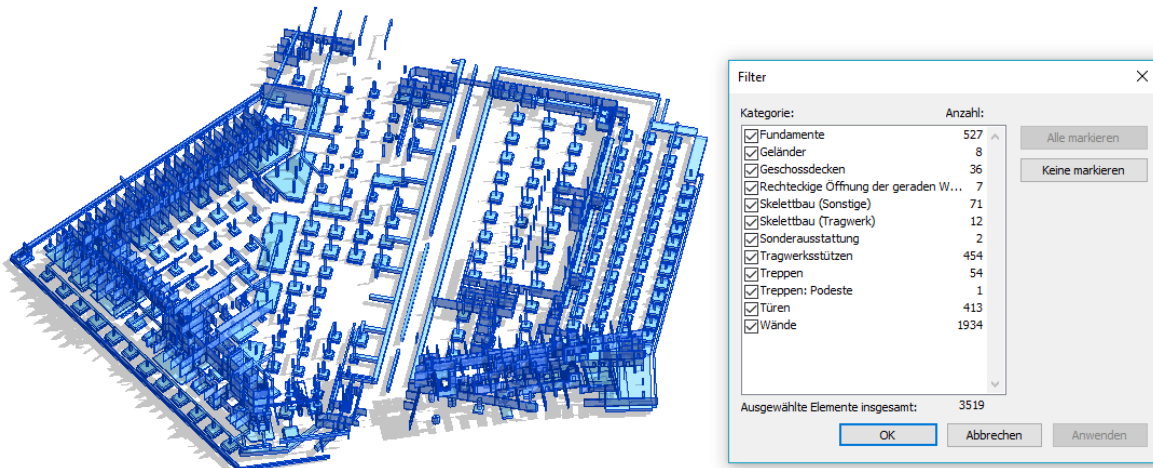 Filter
Kategorie: Anzahl:
Fundamente 527
Geländer 8
Geschossdecken 36
Rechteckige Öffnung der geraden W... 7
Skelettbau (Sonstige) 71
Skelettbau (Tragwerk) 12
Sonderausstattung 2
Tragwerksstützen 454
Treppen 54
Treppen: Podeste 1
Türen 413
Wände 1934
Alle markieren
Keine markieren
Ausgewählte Elemente insgesamt: 3519
OK Abbrechen Anwenden